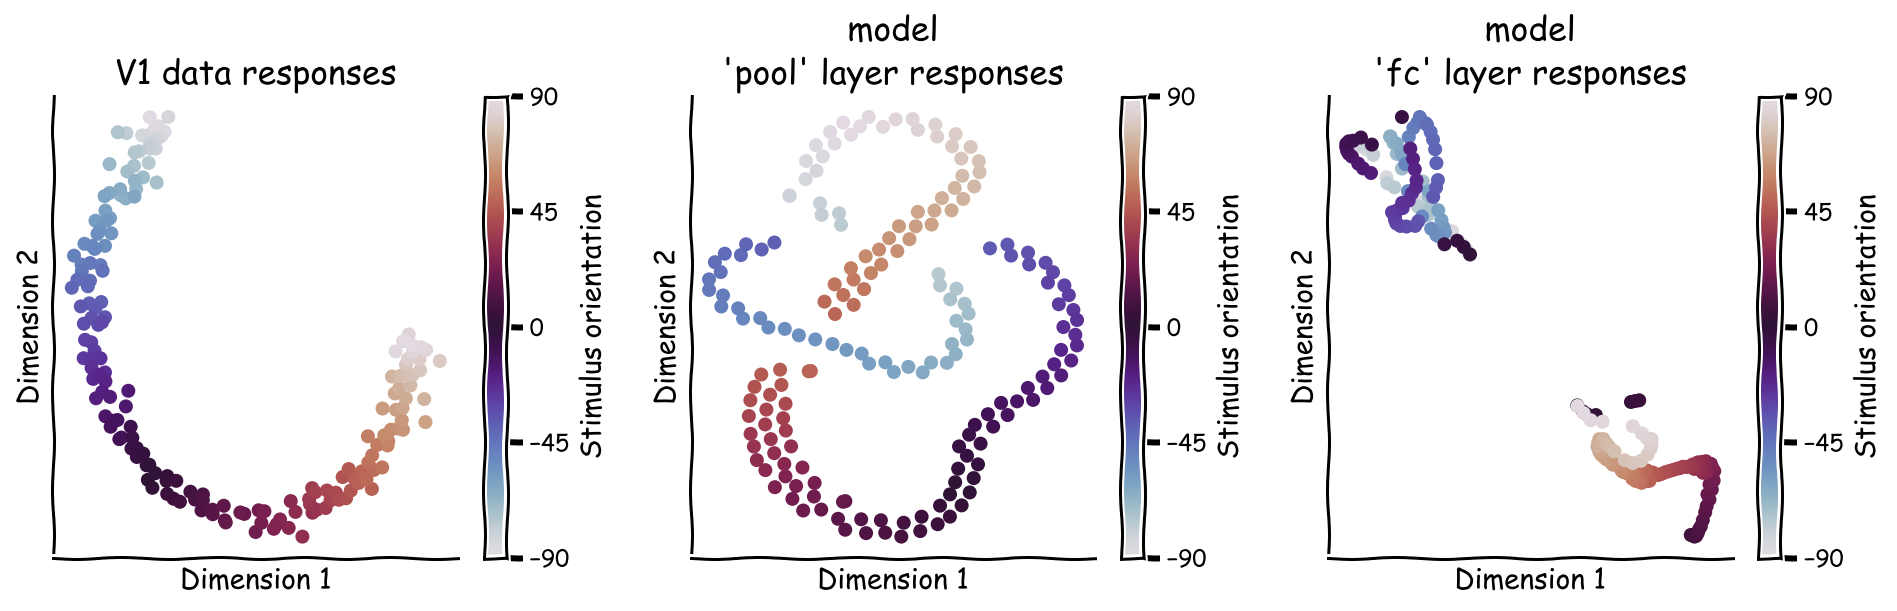 V1 data responses
90
45
0
−45
−90
Stimulus orientation
Dimension 2
Dimension 1
model
'pool' layer responses
90
45
0
−45
−90
Stimulus orientation
Dimension 2
Dimension 1
model
'fc' layer responses
90
45
0
−45
−90
Stimulus orientation
Dimension 2
Dimension 1